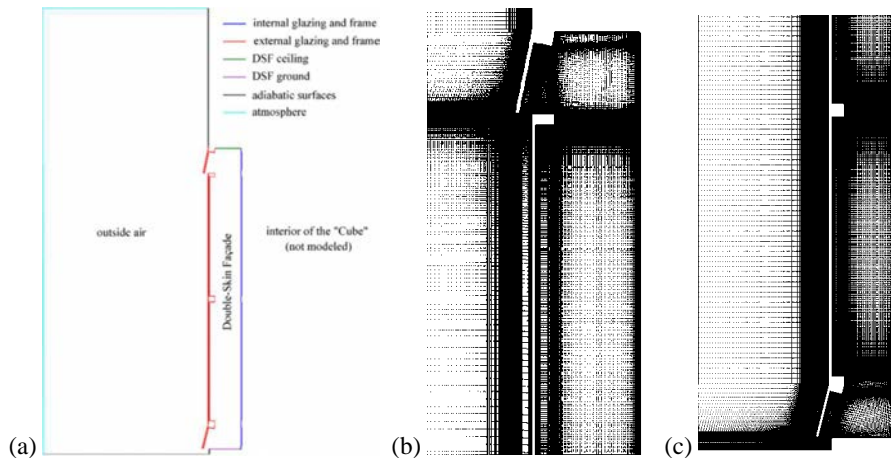 internal glazing and frame
external glazing and frame
DSF ceiling
DSF ground
adiabatic surfaces
atmosphere
outside air
Double-Skin Façade
interior of the "Cube"
(not modeled)
(a)
(b)
(c)